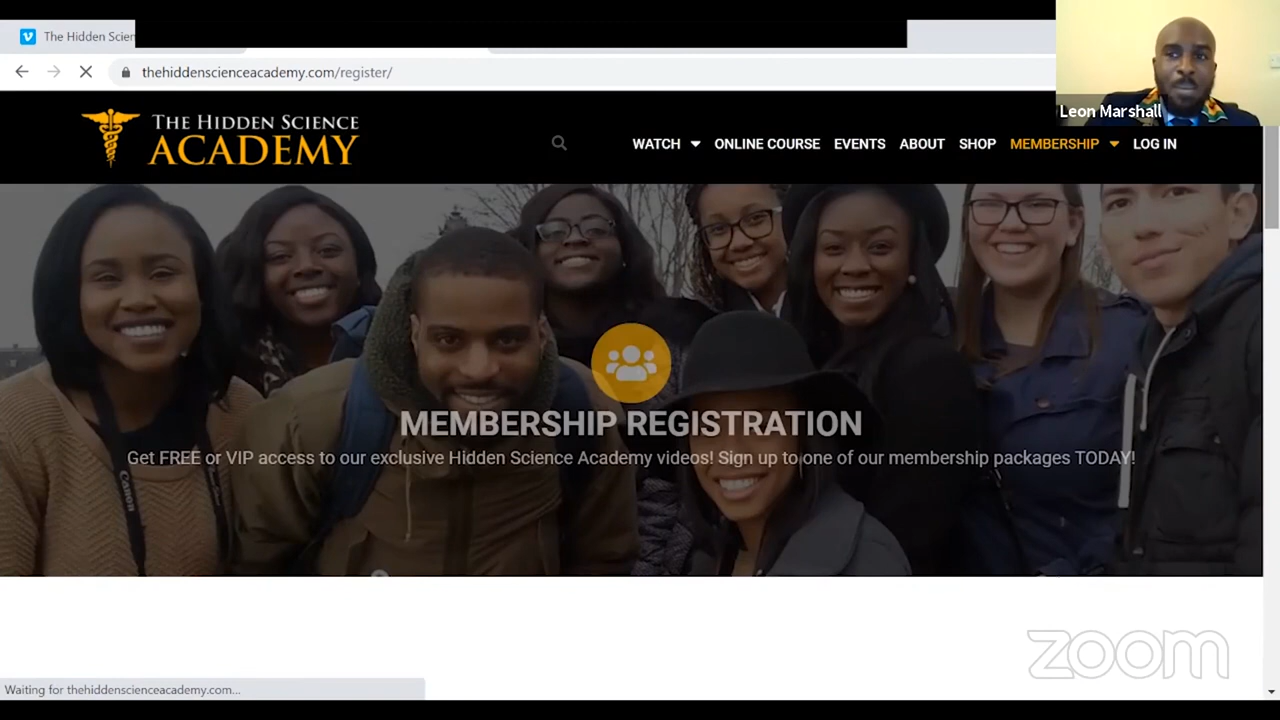 The Hidden Scien
thehiddenscienceacademy.com/register/
Leon Marshall
THE HIDDEN SCIENCE
ACADEMY
WATCH ONLINE COURSE EVENTS ABOUT SHOP MEMBERSHIP LOG IN
MEMBERSHIP REGISTRATION
Get FREE or VIP access to our exclusive Hidden Science Academy videos! Sign up to one of our membership packages TODAY!
Canon
zoom
Waiting for thehiddenscienceacademy.com...